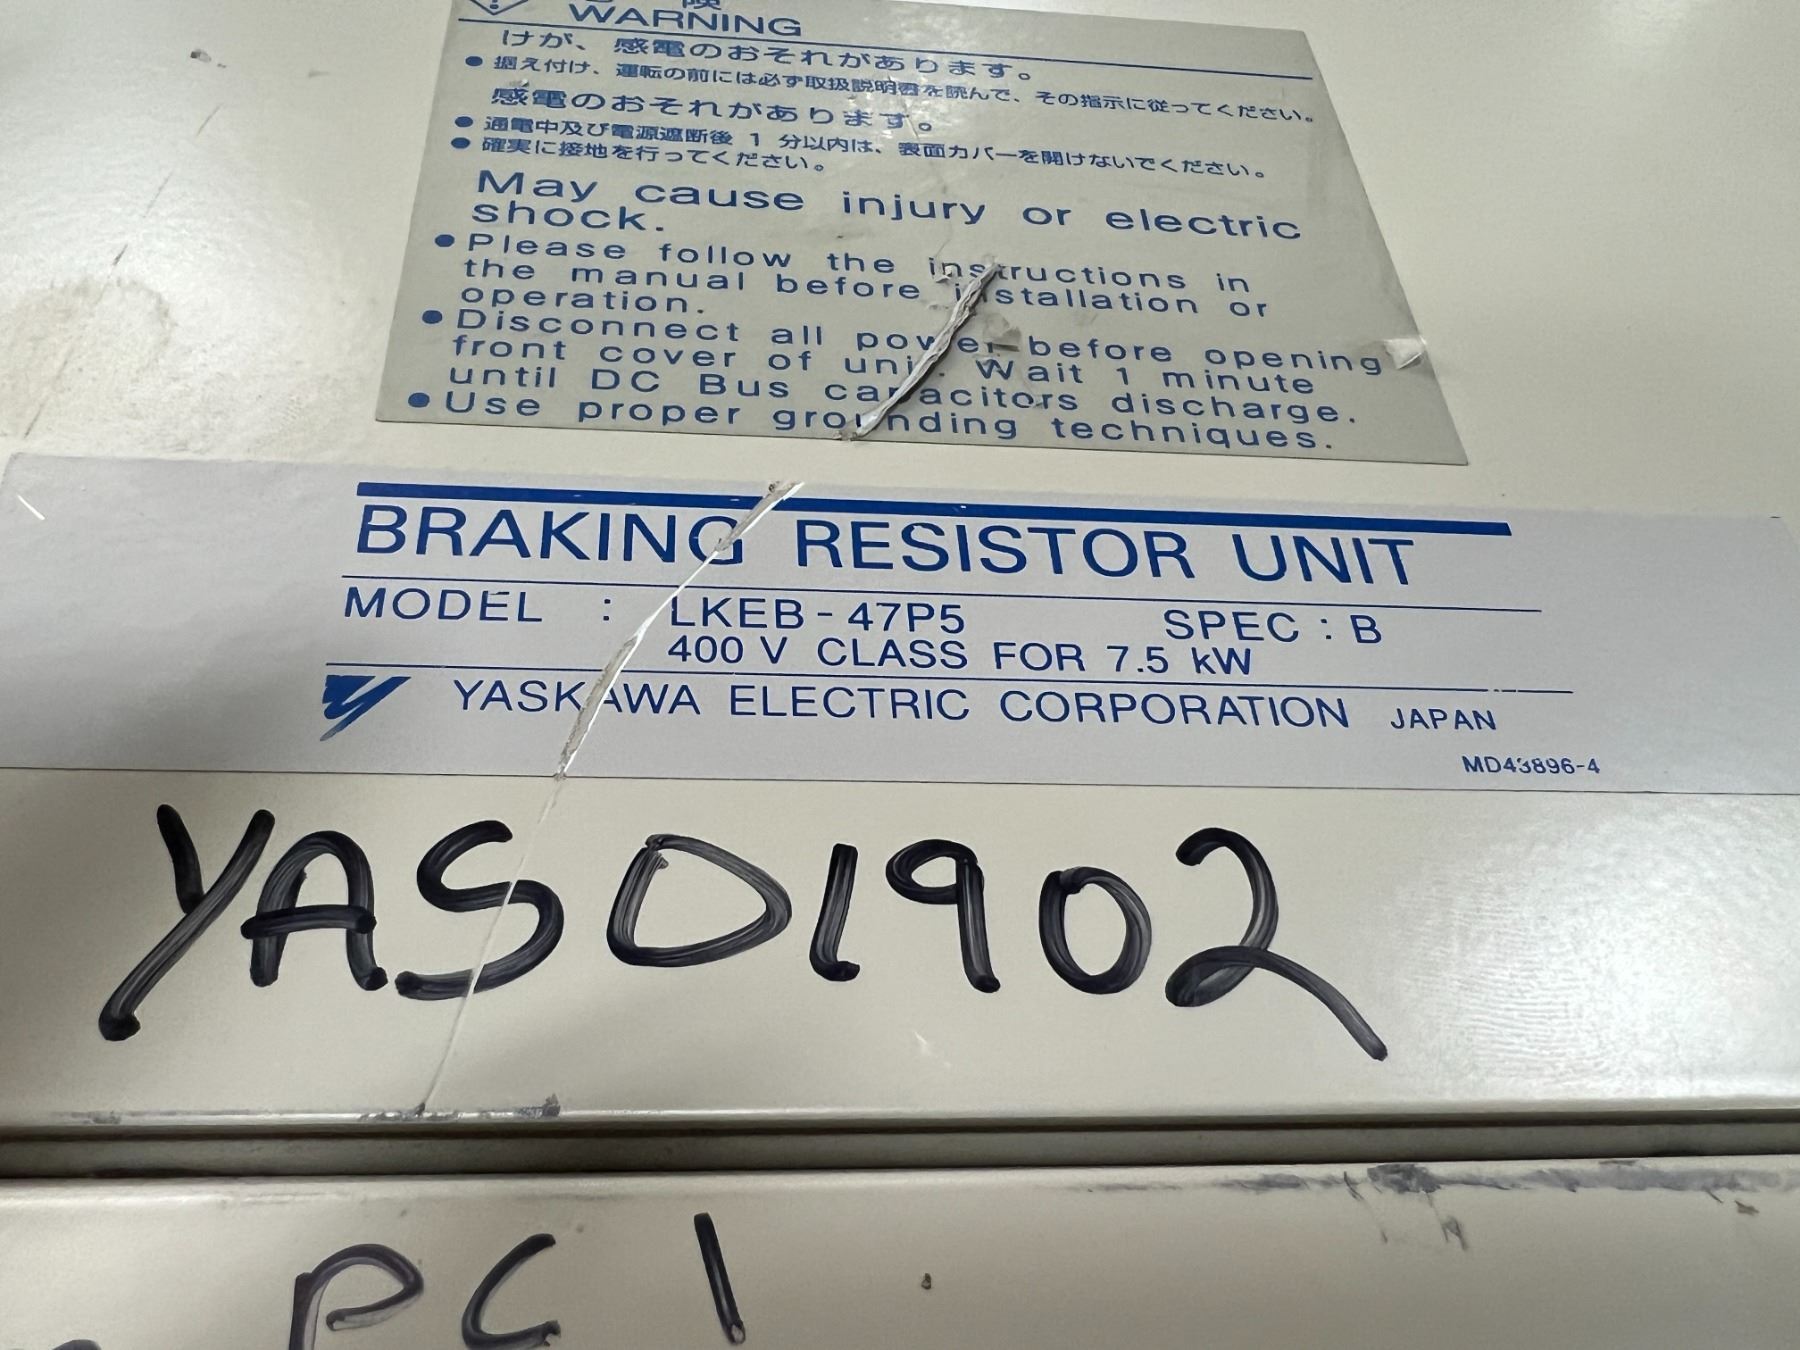 WARNING
けが、感電のおそれがあります。
● 据え付け、運転の前には必ず取扱説明書を読んで、その指示に従ってください。
感電のおそれがあります。
● 通電中及び電源遮断後 1 分以内は、表面カバーを開けないでください。
● 確実に接地を行ってください。
May cause injury or electric
shock.
● Please follow the instructions in
the manual before installation or
operation.
● Disconnect all power before opening
front cover of unit. Wait 1 minute
until DC Bus capacitors discharge.
● Use proper grounding techniques.
BRAKING RESISTOR UNIT
MODEL : LKEB-47P5 SPEC : B
400 V CLASS FOR 7.5 kW
YASKAWA ELECTRIC CORPORATION JAPAN
MD43896-4
YAS01902
PC1